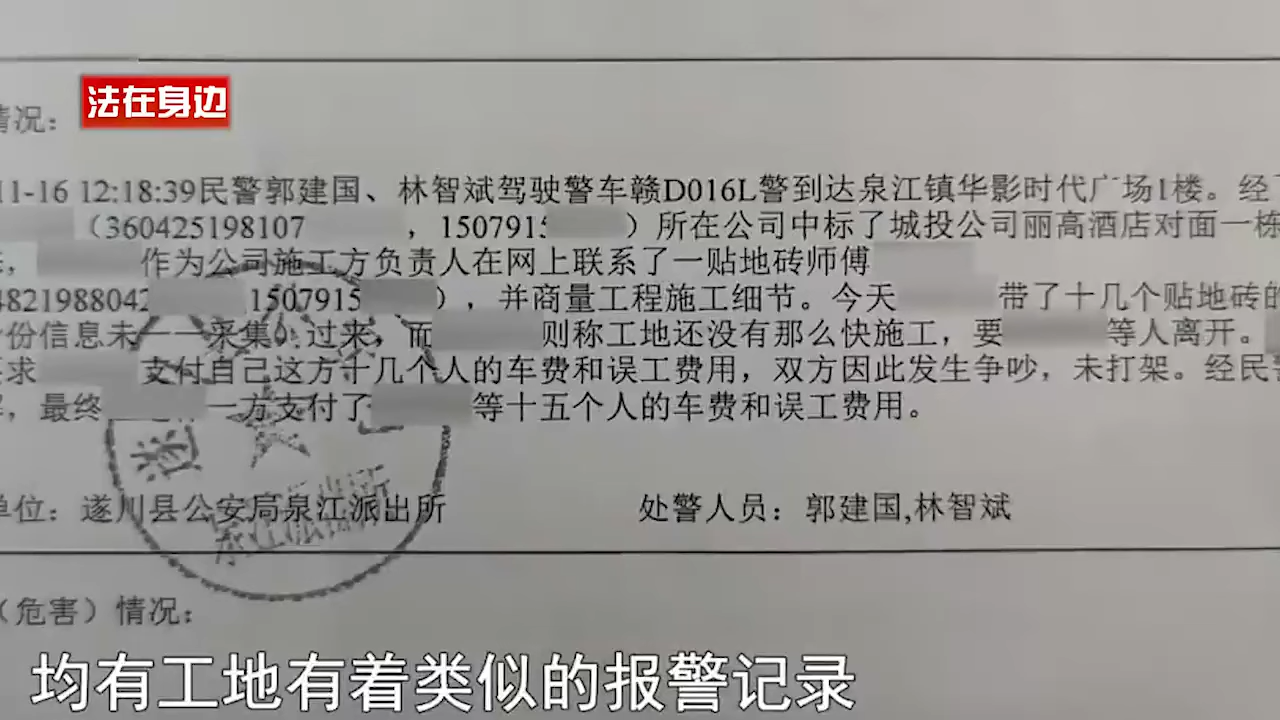 法在身边
情况：
11-16 12:18:39民警郭建国、林智斌驾驶警车赣D016L警到达泉江镇华影时代广场1楼。经
（360425198107 ，1507915 ）所在公司中标了城投公司丽高酒店对面一栋
， 作为公司施工方负责人在网上联系了一贴地砖师傅
4821988042 1507915 ），并商量工程施工细节。今天 带了十几个贴地砖的
份信息未一一采集）过来，而 则称工地还没有那么快施工，要 等人离开。
要求 支付自己这方十几个人的车费和误工费用，双方因此发生争吵，未打架。经民
，最终 一方支付了 等十五个人的车费和误工费用。
单位：遂川县公安局泉江派出所 处警人员：郭建国,林智斌
遂
泉江派出所
（危害）情况：
均有工地有着类似的报警记录